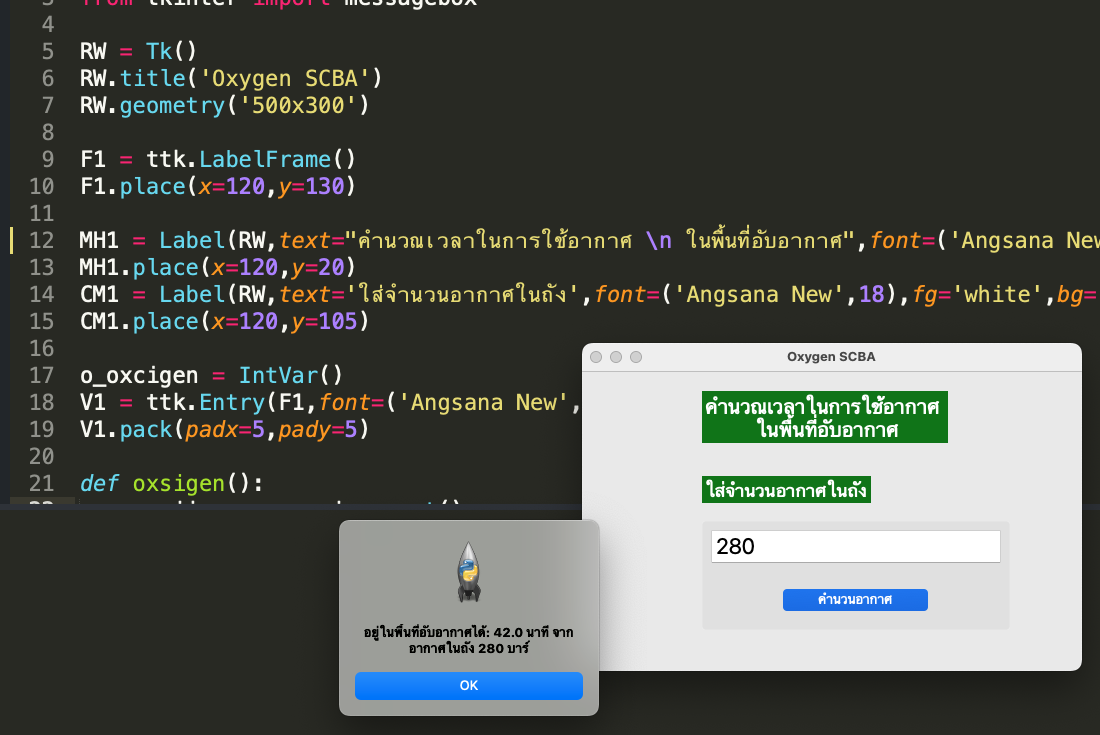 3 from tkinter import messagebox
4
5 RW = Tk()
6 RW.title('Oxygen SCBA')
7 RW.geometry('500x300')
8
9 F1 = ttk.LabelFrame()
10 F1.place(x=120,y=130)
11
12 MH1 = Label(RW,text="คำนวณเวลาในการใช้อากาศ \n ในพื้นที่อับอากาศ",font=('Angsana New
13 MH1.place(x=120,y=20)
14 CM1 = Label(RW,text='ใส่จำนวนอากาศในถัง',font=('Angsana New',18),fg='white',bg=
15 CM1.place(x=120,y=105)
16
17 o_oxcigen = IntVar()
18 V1 = ttk.Entry(F1,font=('Angsana New',
19 V1.pack(padx=5,pady=5)
20
21 def oxsigen():
22
Oxygen SCBA
คำนวณเวลาในการใช้อากาศ
ในพื้นที่อับอากาศ
ใส่จำนวนอากาศในถัง
280
คำนวนอากาศ
อยู่ในพื้นที่อับอากาศได้: 42.0 นาที จาก
อากาศในถัง 280 บาร์
OK